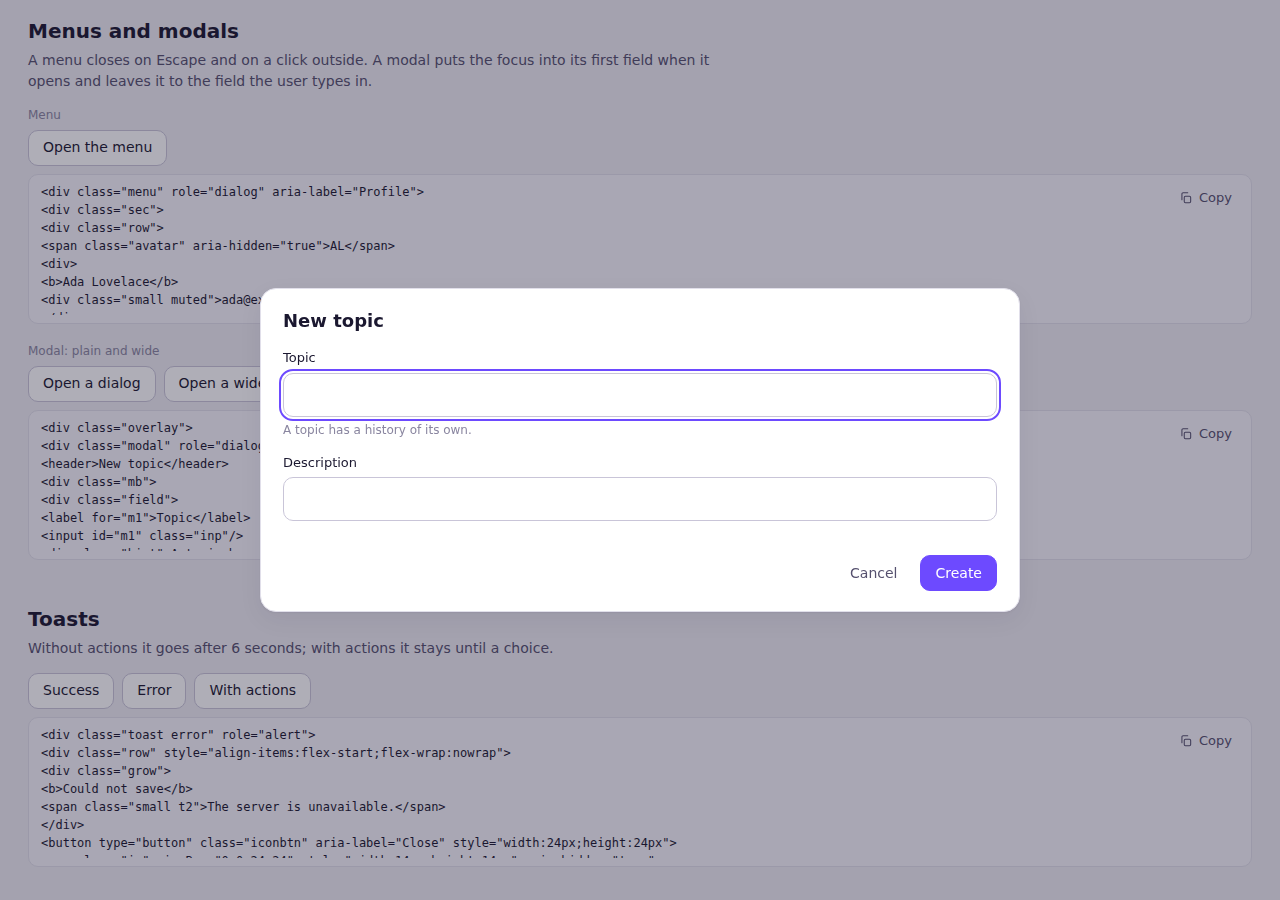 Menus and modals
A menu closes on Escape and on a click outside. A modal puts the focus into its first field when it
opens and leaves it to the field the user types in.
Menu
Open the menu
<div class="menu" role="dialog" aria-label="Profile">
<div class="sec">
<div class="row">
<span class="avatar" aria-hidden="true">AL</span>
<div>
<b>Ada Lovelace</b>
<div class="small muted">ada@e
Copy
Modal: plain and wide
Open a dialog
Open a wid
<div class="overlay">
<div class="modal" role="dialog
<header>New topic</header>
<div class="mb">
<div class="field">
<label for="m1">Topic</label>
<input id="m1" class="inp"/>
Copy
New topic
Topic
A topic has a history of its own.
Description
Cancel
Create
Toasts
Without actions it goes after 6 seconds; with actions it stays until a choice.
Success
Error
With actions
<div class="toast error" role="alert">
<div class="row" style="align-items:flex-start;flex-wrap:nowrap">
<div class="grow">
<b>Could not save</b>
<span class="small t2">The server is unavailable.</span>
</div>
<button type="button" class="iconbtn" aria-label="Close" style="width:24px;height:24px">
Copy